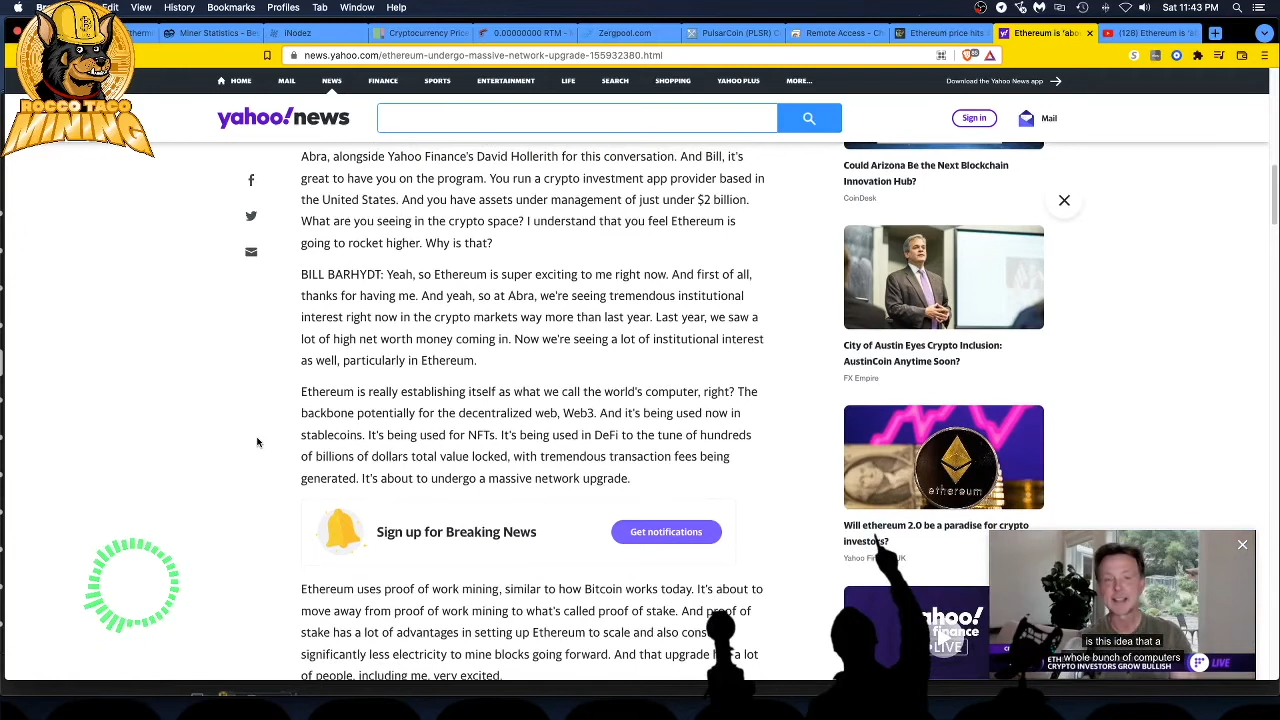 Browser
File
Edit
View
History
Bookmarks
Profiles
Tab
Window
Help
Sat 11:43 PM
Miner Statistics - Be
iNodez
Cryptocurrency Price
0.00000000 RTM -
Zergpool.com
PulsarCoin (PLSR) C
Remote Access - Ch
Ethereum price hits
Ethereum is 'abo
(128) Ethereum is 'a
news.yahoo.com/ethereum-undergo-massive-network-upgrade-155932380.html
ROCCO TACO
MINING
HOME
MAIL
NEWS
FINANCE
SPORTS
ENTERTAINMENT
LIFE
SEARCH
SHOPPING
YAHOO PLUS
MORE...
Download the Yahoo News app
yahoo!news
Sign in
Mail
Abra, alongside Yahoo Finance's David Hollerith for this conversation. And Bill, it's
great to have you on the program. You run a crypto investment app provider based in
the United States. And you have assets under management of just under $2 billion.
What are you seeing in the crypto space? I understand that you feel Ethereum is
going to rocket higher. Why is that?
BILL BARHYDT: Yeah, so Ethereum is super exciting to me right now. And first of all,
thanks for having me. And yeah, so at Abra, we're seeing tremendous institutional
interest right now in the crypto markets way more than last year. Last year, we saw a
lot of high net worth money coming in. Now we're seeing a lot of institutional interest
as well, particularly in Ethereum.
Ethereum is really establishing itself as what we call the world's computer, right? The
backbone potentially for the decentralized web, Web3. And it's being used now in
stablecoins. It's being used for NFTs. It's being used in DeFi to the tune of hundreds
of billions of dollars total value locked, with tremendous transaction fees being
generated. It's about to undergo a massive network upgrade.
Sign up for Breaking News
Get notifications
Ethereum uses proof of work mining, similar to how Bitcoin works today. It's about to
move away from proof of work mining to what's called proof of stake. And proof of
stake has a lot of advantages in setting up Ethereum to scale and also cons
significantly less electricity to mine blocks going forward. And that upgrade has a lot
of people, including me, very excited.
Could Arizona Be the Next Blockchain
Innovation Hub?
CoinDesk
City of Austin Eyes Crypto Inclusion:
AustinCoin Anytime Soon?
FX Empire
ethereum
Will ethereum 2.0 be a paradise for crypto
investors?
Yahoo Fin UK
yahoo!
finance
LIVE
is this idea that a
whole bunch of computers
ETH
CRYPTO INVESTORS GROW BULLISH
LIVE